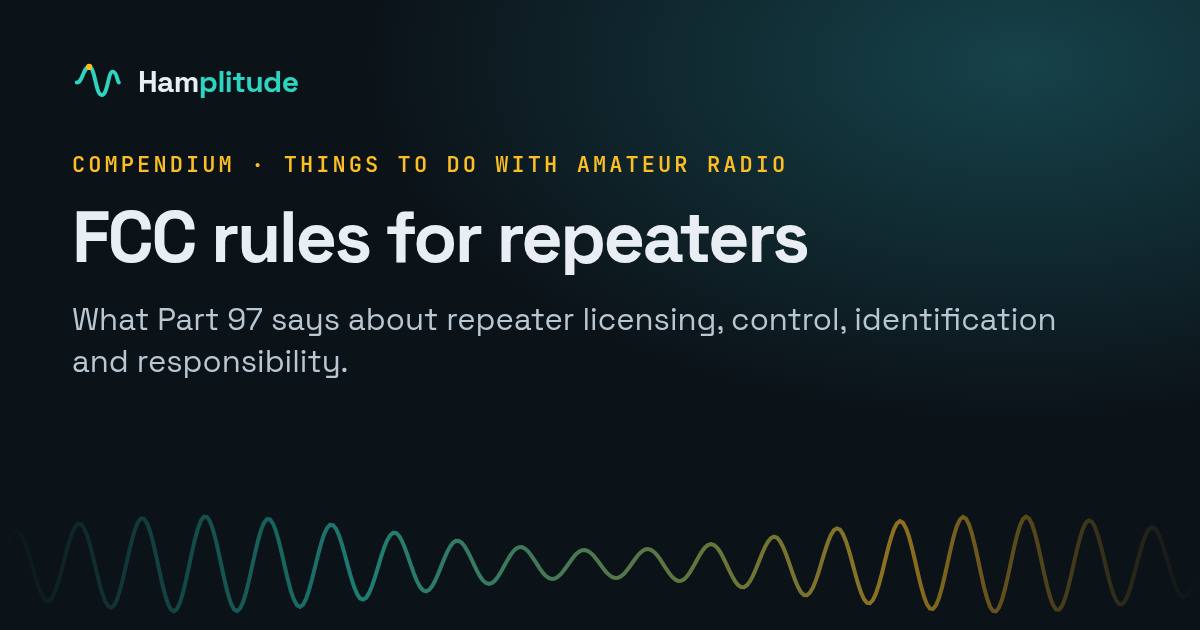 Hamplitude
COMPENDIUM · THINGS TO DO WITH AMATEUR RADIO
FCC rules for repeaters
What Part 97 says about repeater licensing, control, identification
and responsibility.